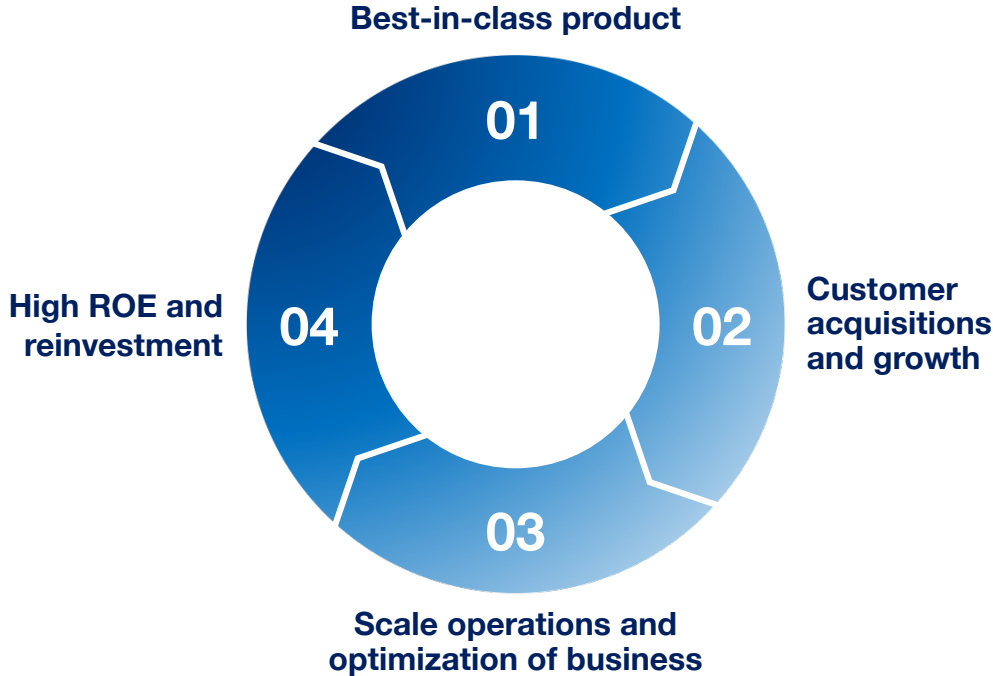 Best-in-class product
01
02
Customer
acquisitions
and growth
03
Scale operations and
optimization of business
04
High ROE and
reinvestment